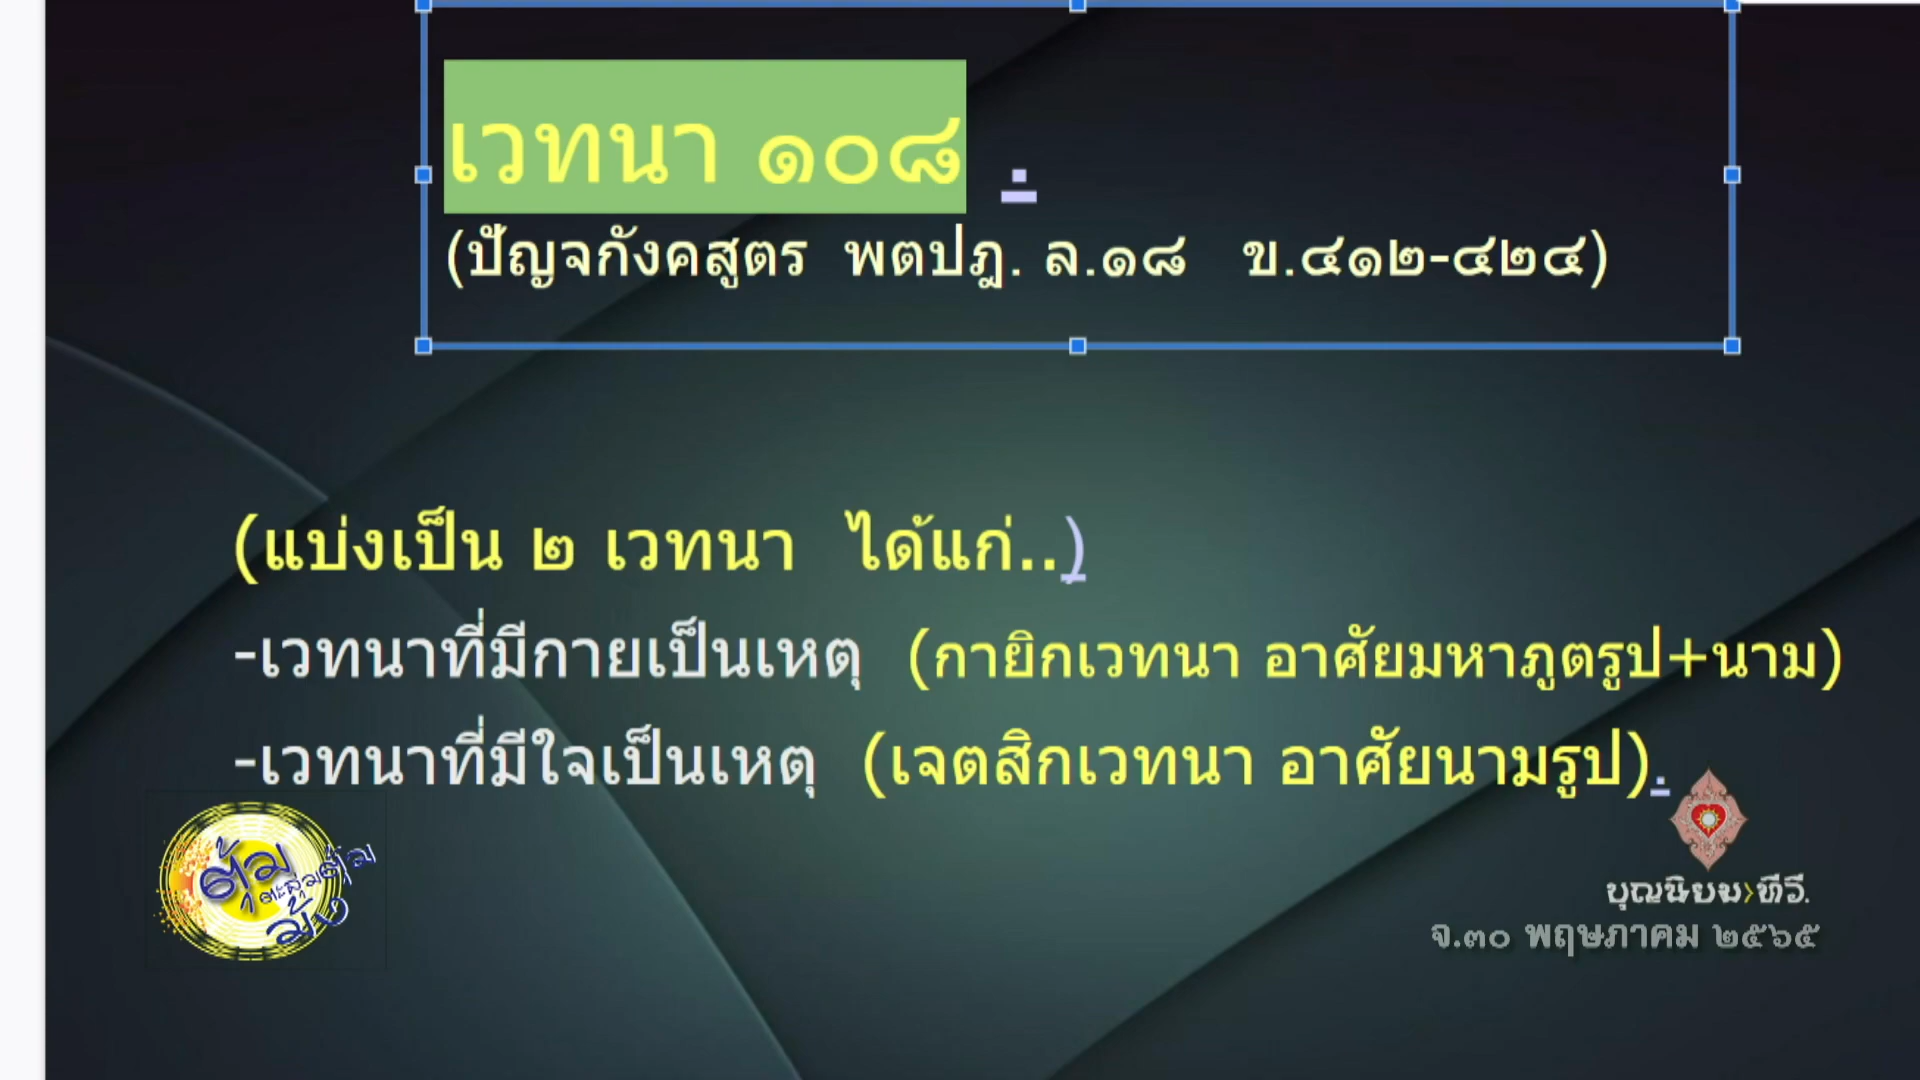 เวทนา ๑๐๘ .
(ปัญจกังคสูตร พตปฎ. ล.๑๘ ข.๔๑๒-๔๒๔)
(แบ่งเป็น ๒ เวทนา ได้แก่..)
-เวทนาที่มีกายเป็นเหตุ (กายิกเวทนา อาศัยมหาภูตรูป+นาม)
-เวทนาที่มีใจเป็นเหตุ (เจตสิกเวทนา อาศัยนามรูป).
บุญนิยม ทีวี.
จ.๓๐ พฤษภาคม ๒๕๖๕